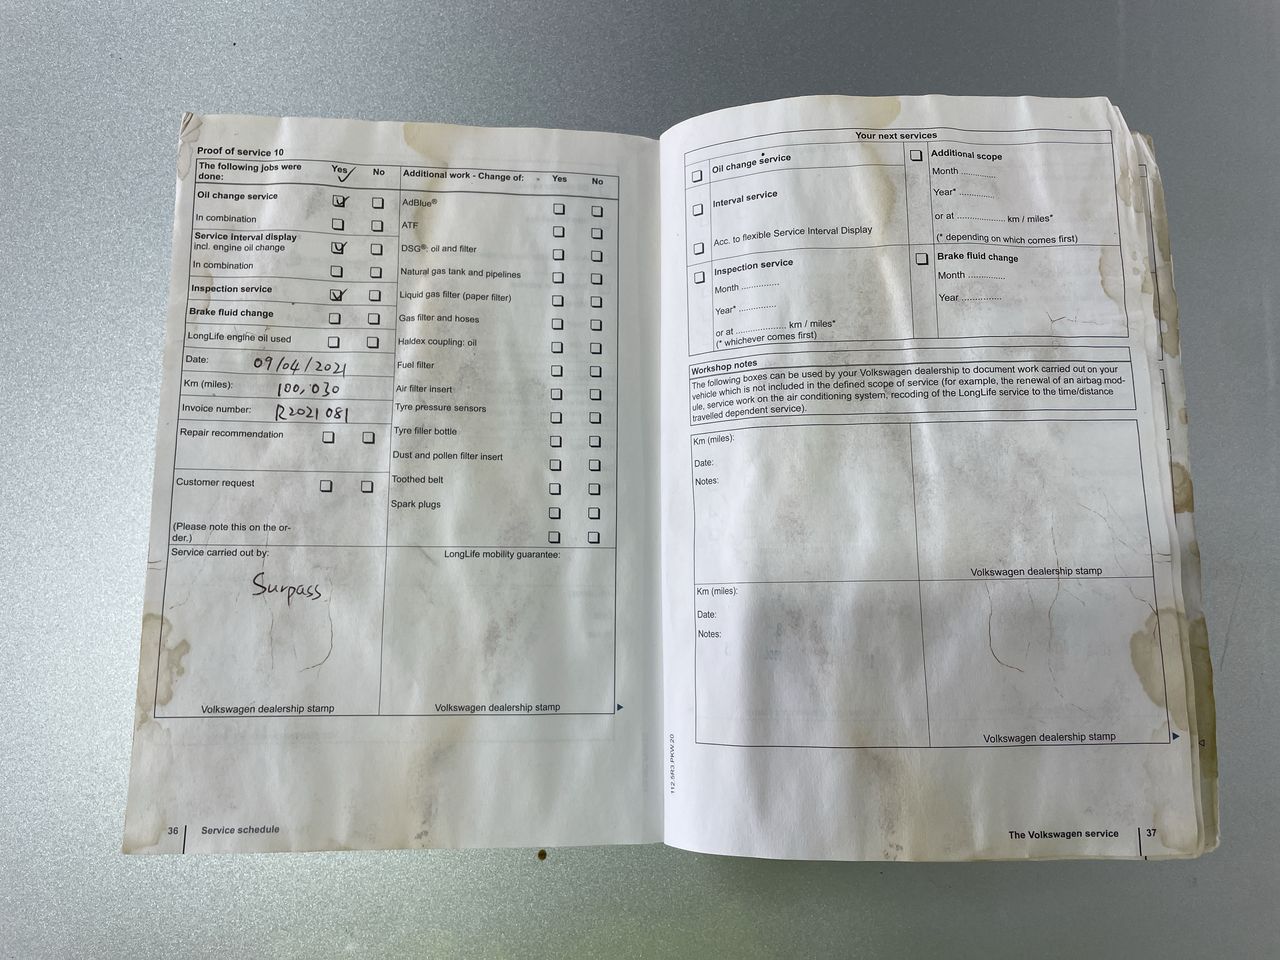 Proof of service 10
The following jobs were done: Yes No
Oil change service
In combination
Service interval display
incl. engine oil change
In combination
Inspection service
Brake fluid change
LongLife engine oil used
Date: 09/04/2021
Km (miles): 100,030
Invoice number: R2021081
Repair recommendation
Customer request
(Please note this on the or-
der.)
Additional work - Change of: Yes No
AdBlue®
ATF
DSG®: oil and filter
Natural gas tank and pipelines
Liquid gas filter (paper filter)
Gas filter and hoses
Haldex coupling: oil
Fuel filter
Air filter insert
Tyre pressure sensors
Tyre filler bottle
Dust and pollen filter insert
Toothed belt
Spark plugs
Service carried out by:
Surpass
Volkswagen dealership stamp
LongLife mobility guarantee:
Volkswagen dealership stamp
36 Service schedule
Your next services
Oil change service
Interval service
Acc. to flexible Service Interval Display
Inspection service
Month ..............
Year* ..............
or at ................... km / miles*
(* whichever comes first)
Additional scope
Month .............
Year* ..............
or at .................. km / miles*
(* depending on which comes first)
Brake fluid change
Month .............
Year ..............
Workshop notes
The following boxes can be used by your Volkswagen dealership to document work carried out on your
vehicle which is not included in the defined scope of service (for example, the renewal of an airbag mod-
ule, service work on the air conditioning system, recoding of the LongLife service to the time/distance
travelled dependent service).
Km (miles):
Date:
Notes:
Volkswagen dealership stamp
Km (miles):
Date:
Notes:
Volkswagen dealership stamp
112.5R3.PKW.20
The Volkswagen service 37